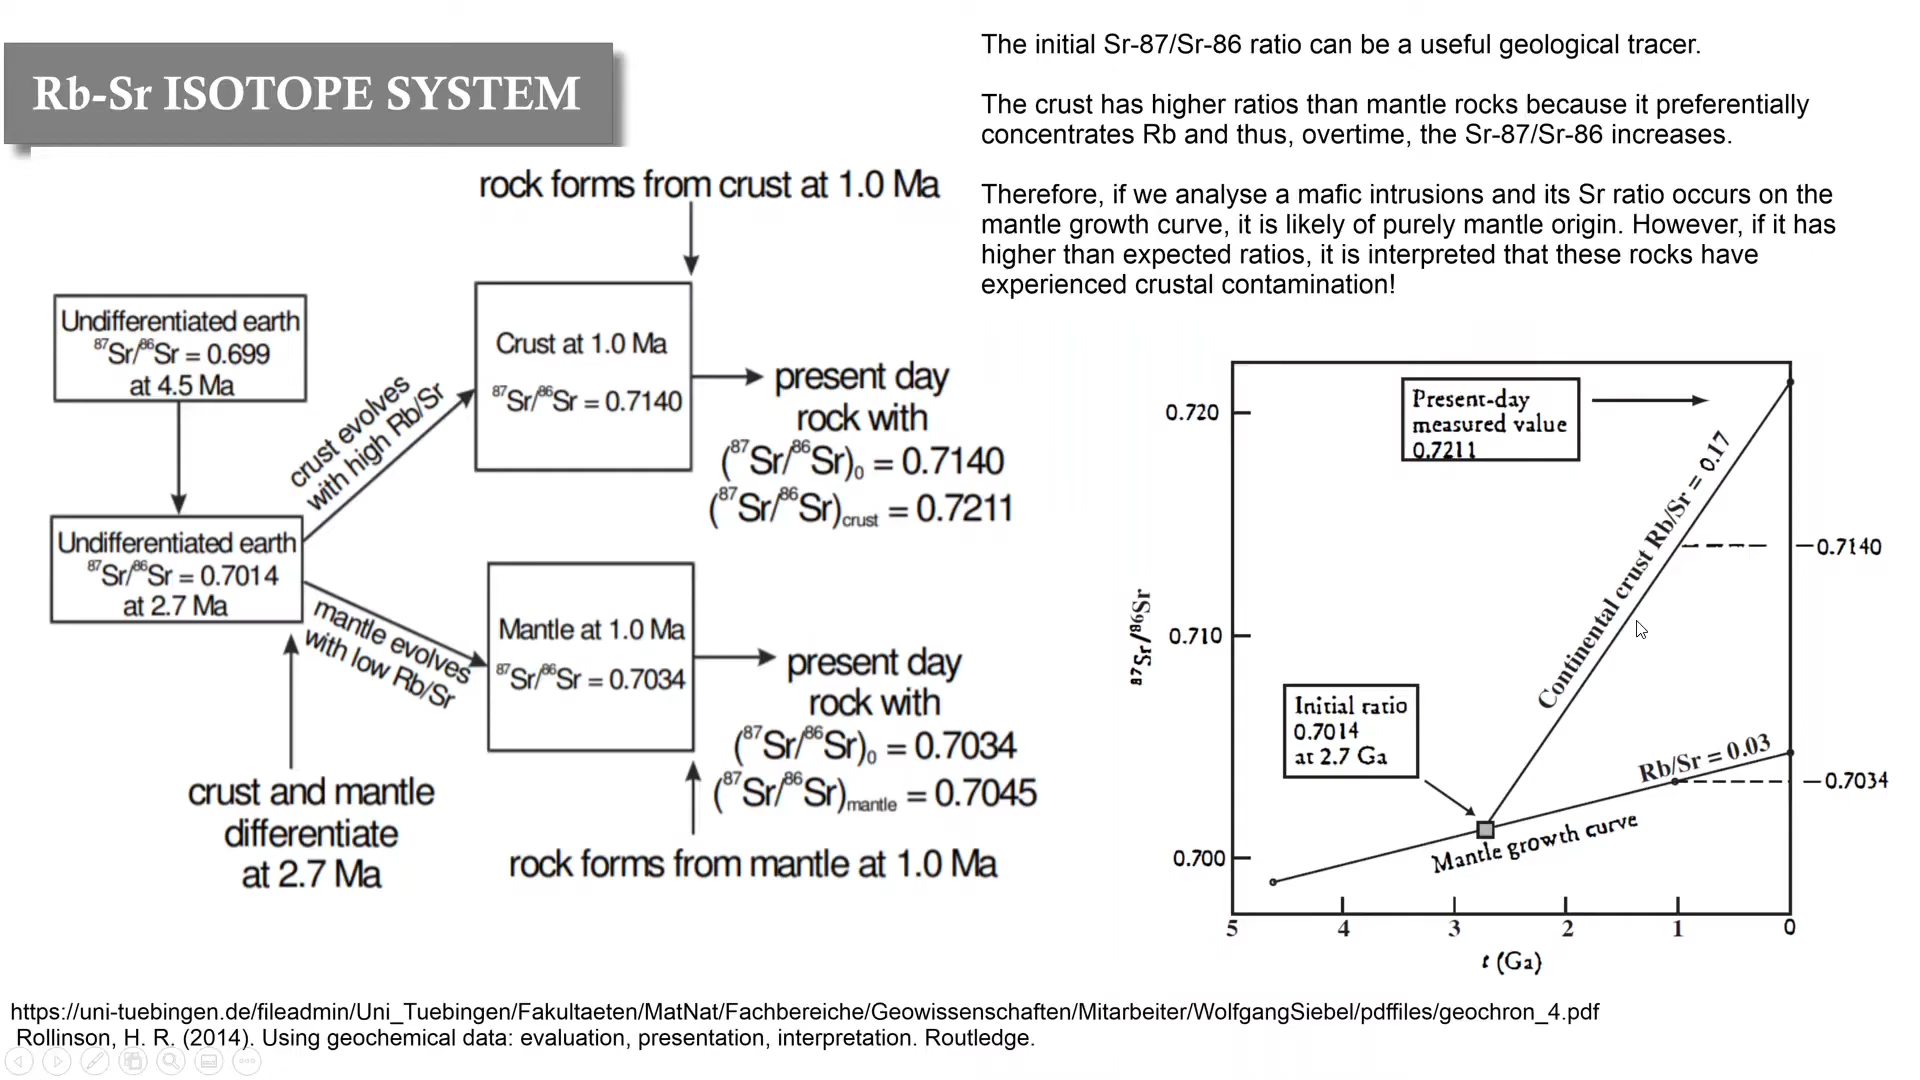 Rb-Sr ISOTOPE SYSTEM
The initial Sr-87/Sr-86 ratio can be a useful geological tracer.
The crust has higher ratios than mantle rocks because it preferentially
concentrates Rb and thus, overtime, the Sr-87/Sr-86 increases.
Therefore, if we analyse a mafic intrusions and its Sr ratio occurs on the
mantle growth curve, it is likely of purely mantle origin. However, if it has
higher than expected ratios, it is interpreted that these rocks have
experienced crustal contamination!
rock forms from crust at 1.0 Ma
Undifferentiated earth
⁸⁷Sr/⁸⁶Sr = 0.699
at 4.5 Ma
crust evolves
with high Rb/Sr
Crust at 1.0 Ma
⁸⁷Sr/⁸⁶Sr = 0.7140
present day
rock with
(⁸⁷Sr/⁸⁶Sr)₀ = 0.7140
(⁸⁷Sr/⁸⁶Sr)crust = 0.7211
Undifferentiated earth
⁸⁷Sr/⁸⁶Sr = 0.7014
at 2.7 Ma
mantle evolves
with low Rb/Sr
Mantle at 1.0 Ma
⁸⁷Sr/⁸⁶Sr = 0.7034
present day
rock with
(⁸⁷Sr/⁸⁶Sr)₀ = 0.7034
(⁸⁷Sr/⁸⁶Sr)mantle = 0.7045
crust and mantle
differentiate
at 2.7 Ma
rock forms from mantle at 1.0 Ma
Present-day
measured value
0.7211
0.720
0.710
0.700
⁸⁷Sr/⁸⁶Sr
Continental crust Rb/Sr = 0.17
0.7140
Initial ratio
0.7014
at 2.7 Ga
Rb/Sr = 0.03
0.7034
Mantle growth curve
5 4 3 2 1 0
t (Ga)
https://uni-tuebingen.de/fileadmin/Uni_Tuebingen/Fakultaeten/MatNat/Fachbereiche/Geowissenschaften/Mitarbeiter/WolfgangSiebel/pdffiles/geochron_4.pdf
Rollinson, H. R. (2014). Using geochemical data: evaluation, presentation, interpretation. Routledge.